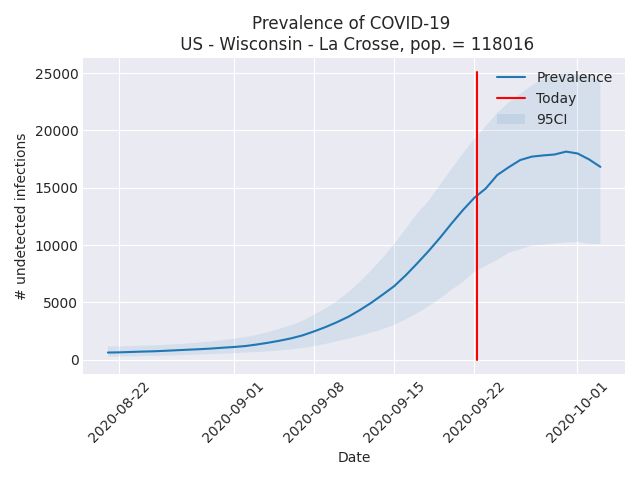 Prevalence of COVID-19
US - Wisconsin - La Crosse, pop. = 118016
25000
20000
15000
10000
5000
0
# undetected infections
Prevalence
Today
95CI
2020-08-22
2020-09-01
2020-09-08
2020-09-15
2020-09-22
2020-10-01
Date